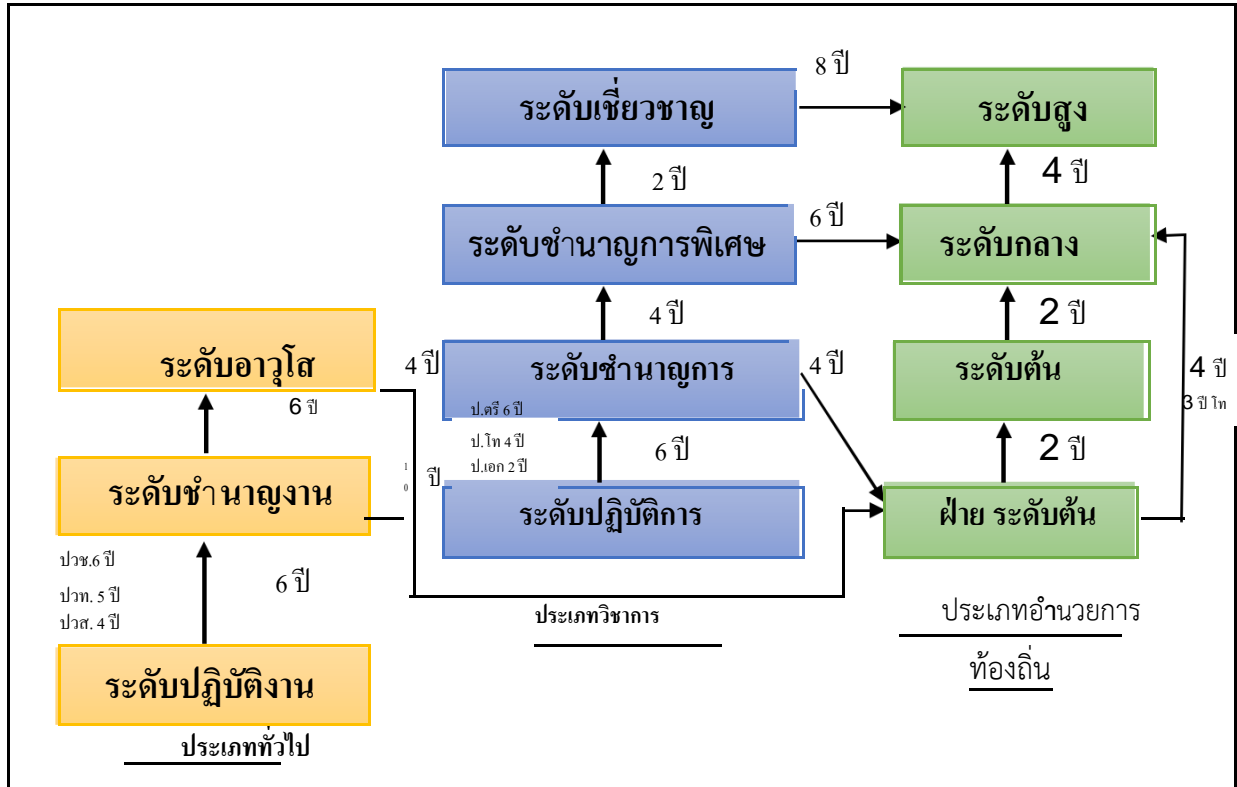 8 ปี
ระดับเชี่ยวชาญ
ระดับสูง
2 ปี
4 ปี
6 ปี
ระดับชำนาญการพิเศษ
ระดับกลาง
4 ปี
2 ปี
ระดับอาวุโส
4 ปี
ระดับชำนาญการ
4 ปี
ระดับต้น
4 ปี
3 ปี โท
6 ปี
ป.ตรี 6 ปี
ป.โท 4 ปี
ป.เอก 2 ปี
6 ปี
2 ปี
ระดับชำนาญงาน
10
ปี
ระดับปฏิบัติการ
ฝ่าย ระดับต้น
ปวช.6 ปี
ปวท. 5 ปี
ปวส. 4 ปี
6 ปี
ประเภทวิชาการ
ประเภทอำนวยการ
ท้องถิ่น
ระดับปฏิบัติงาน
ประเภททั่วไป